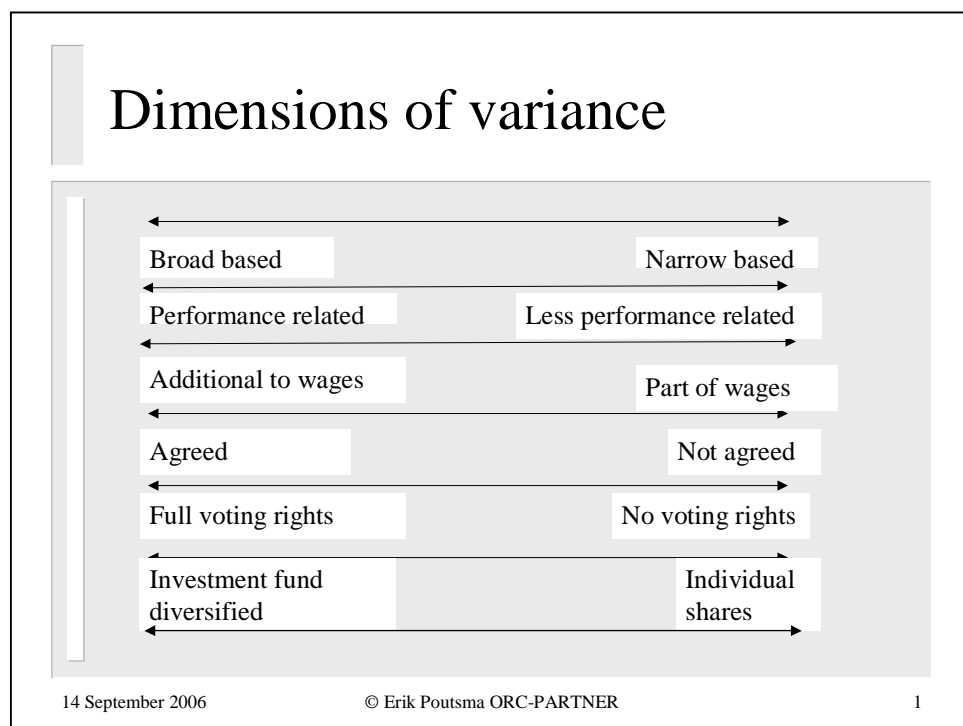 Dimensions of variance
Broad based Narrow based
Performance related Less performance related
Additional to wages Part of wages
Agreed Not agreed
Full voting rights No voting rights
Investment fund Individual
diversified shares
14 September 2006 © Erik Poutsma ORC-PARTNER 1